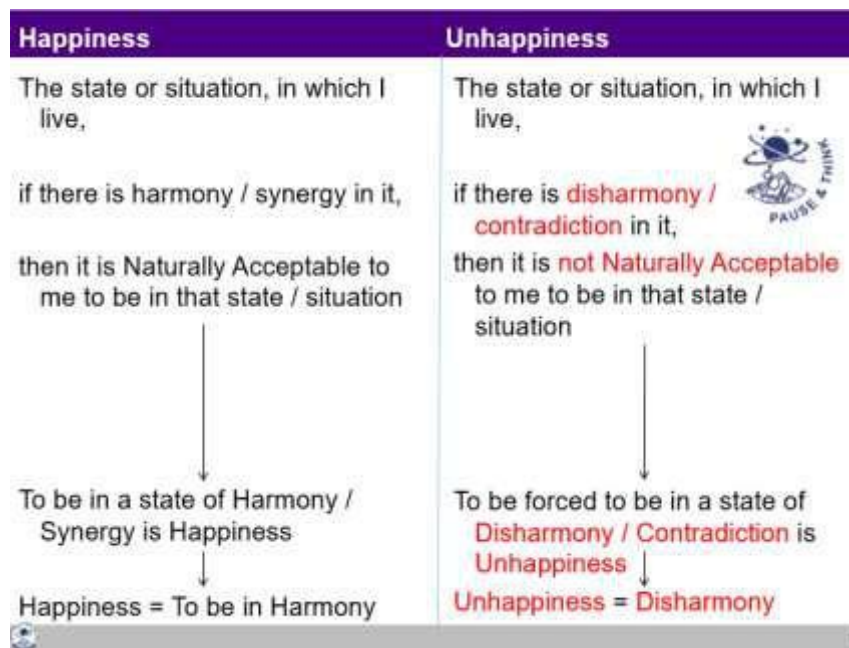 Happiness
The state or situation, in which I
live,
if there is harmony / synergy in it,
then it is Naturally Acceptable to
me to be in that state / situation
To be in a state of Harmony /
Synergy is Happiness
Happiness = To be in Harmony
Unhappiness
The state or situation, in which I
live,
if there is disharmony /
contradiction in it,
then it is not Naturally Acceptable
to me to be in that state /
situation
To be forced to be in a state of
Disharmony / Contradiction is
Unhappiness
Unhappiness = Disharmony
PAUSE & THINK